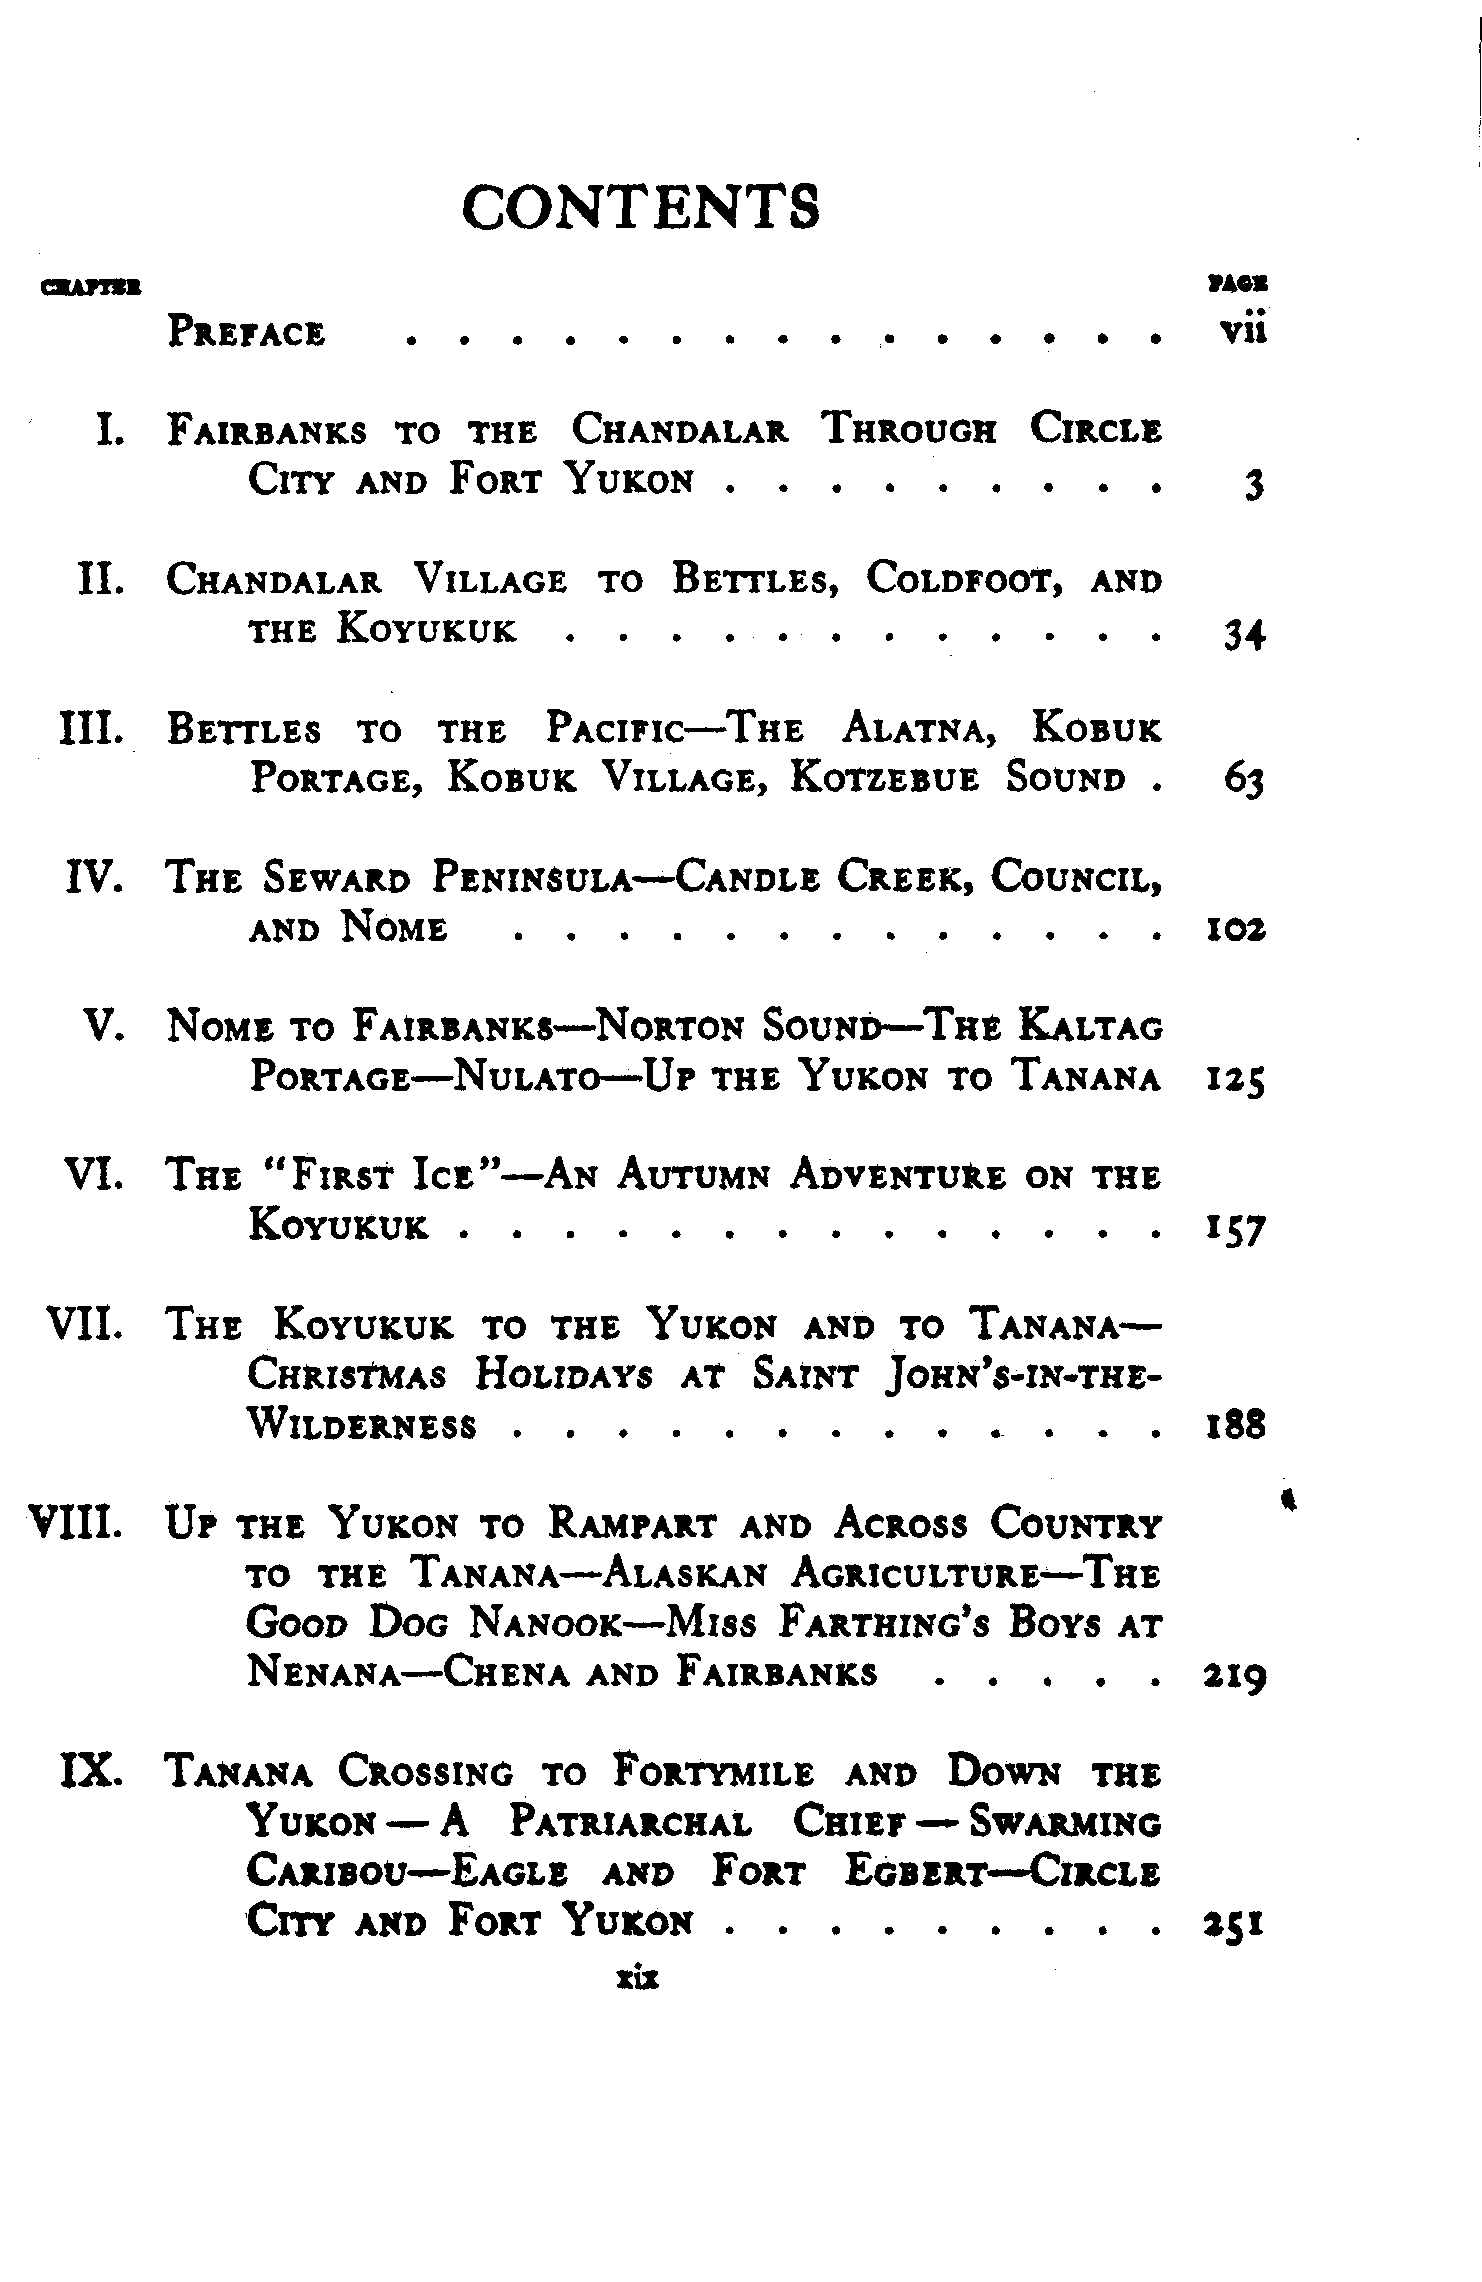 CONTENTS
CHAPTER PAGE
PREFACE . . . . . . . . . . . . . . . vii
I. FAIRBANKS TO THE CHANDALAR THROUGH CIRCLE
CITY AND FORT YUKON . . . . . . . . . 3
II. CHANDALAR VILLAGE TO BETTLES, COLDFOOT, AND
THE KOYUKUK . . . . . . . . . . . . 34
III. BETTLES TO THE PACIFIC—THE ALATNA, KOBUK
PORTAGE, KOBUK VILLAGE, KOTZEBUE SOUND . 63
IV. THE SEWARD PENINSULA—CANDLE CREEK, COUNCIL,
AND NOME . . . . . . . . . . . . . 102
V. NOME TO FAIRBANKS—NORTON SOUND—THE KALTAG
PORTAGE—NULATO—UP THE YUKON TO TANANA 125
VI. THE "FIRST ICE"—AN AUTUMN ADVENTURE ON THE
KOYUKUK . . . . . . . . . . . . . . 157
VII. THE KOYUKUK TO THE YUKON AND TO TANANA—
CHRISTMAS HOLIDAYS AT SAINT JOHN'S-IN-THE-
WILDERNESS . . . . . . . . . . . . . 188
VIII. UP THE YUKON TO RAMPART AND ACROSS COUNTRY
TO THE TANANA—ALASKAN AGRICULTURE—THE
GOOD DOG NANOOK—MISS FARTHING'S BOYS AT
NENANA—CHENA AND FAIRBANKS . . . . . 219
IX. TANANA CROSSING TO FORTYMILE AND DOWN THE
YUKON — A PATRIARCHAL CHIEF — SWARMING
CARIBOU—EAGLE AND FORT EGBERT—CIRCLE
CITY AND FORT YUKON . . . . . . . . . 251
xix